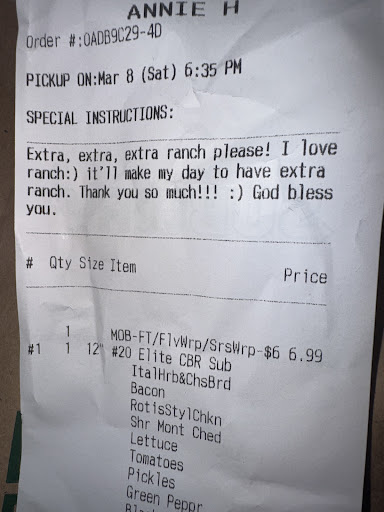 ANNIE H
Order #:OADB9C29-4D
PICKUP ON:Mar 8 (Sat) 6:35 PM
SPECIAL INSTRUCTIONS:
Extra, extra, extra ranch please! I love
ranch:) it'll make my day to have extra
ranch. Thank you so much!!! :) God bless
you.
# Qty Size Item Price
1 MOB-FT/FlvWrp/SrsWrp-$6 6.99
#1 1 12" #20 Elite CBR Sub
ItalHrb&ChsBrd
Bacon
RotisStylChkn
Shr Mont Ched
Lettuce
Tomatoes
Pickles
Green Peppr